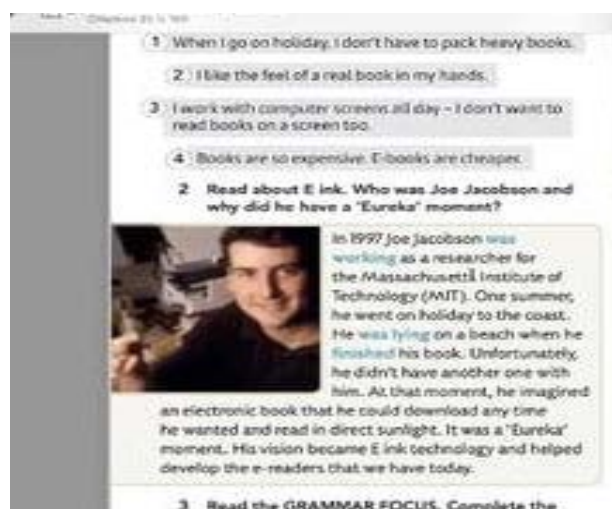 1 When I go on holiday, I don't have to pack heavy books.
2 I like the feel of a real book in my hands.
3 I work with computer screens all day – I don't want to
read books on a screen too.
4 Books are so expensive. E-books are cheaper.
2 Read about E ink. Who was Joe Jacobson and
why did he have a "Eureka" moment?
In 1997 Joe Jacobson was
working as a researcher for
the Massachusetts Institute of
Technology (MIT). One summer,
he went on holiday to the coast.
He was lying on a beach when he
finished his book. Unfortunately,
he didn't have another one with
him. At that moment, he imagined
an electronic book that he could download any time
he wanted and read in direct sunlight. It was a "Eureka"
moment. His vision became E ink technology and helped
develop the e-readers that we have today.
3 Read the GRAMMAR FOCUS. Complete the